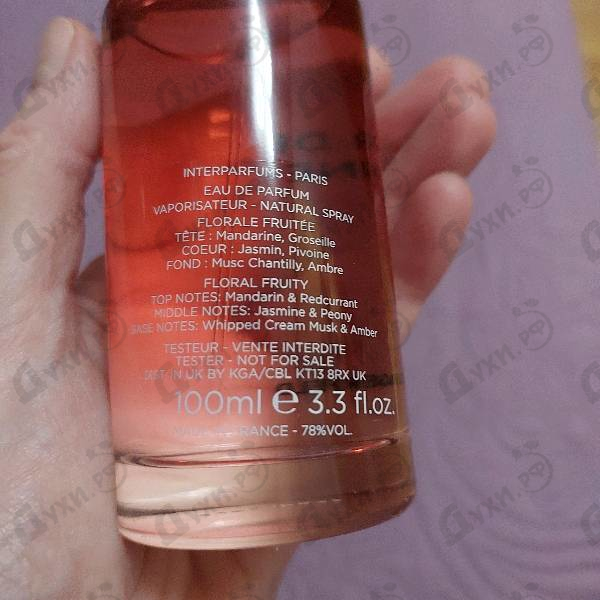 INTERPARFUMS - PARIS
EAU DE PARFUM
VAPORISATEUR - NATURAL SPRAY
FLORALE FRUITÉE
TÊTE : Mandarine, Groseille
COEUR : Jasmin, Pivoine
FOND : Musc Chantilly, Ambre
FLORAL FRUITY
TOP NOTES: Mandarin & Redcurrant
MIDDLE NOTES: Jasmine & Peony
BASE NOTES: Whipped Cream Musk & Amber
TESTEUR - VENTE INTERDITE
TESTER - NOT FOR SALE
DIST IN UK BY KGA/CBL KT13 8RX UK
100ml e 3.3 fl.oz.
FRANCE - 78%VOL.
Духи.рф